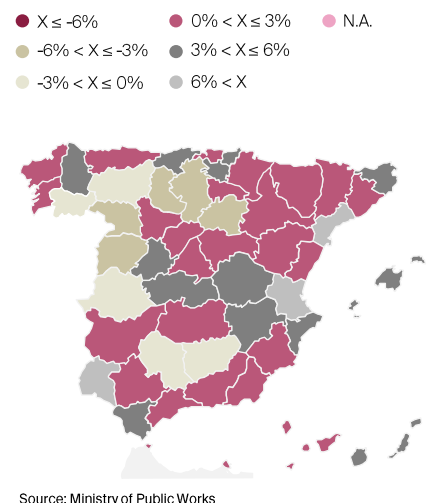 X ≤ -6%
0% < X ≤ 3%
N.A.
-6% < X ≤ -3%
3% < X ≤ 6%
-3% < X ≤ 0%
6% < X
Source: Ministry of Public Works